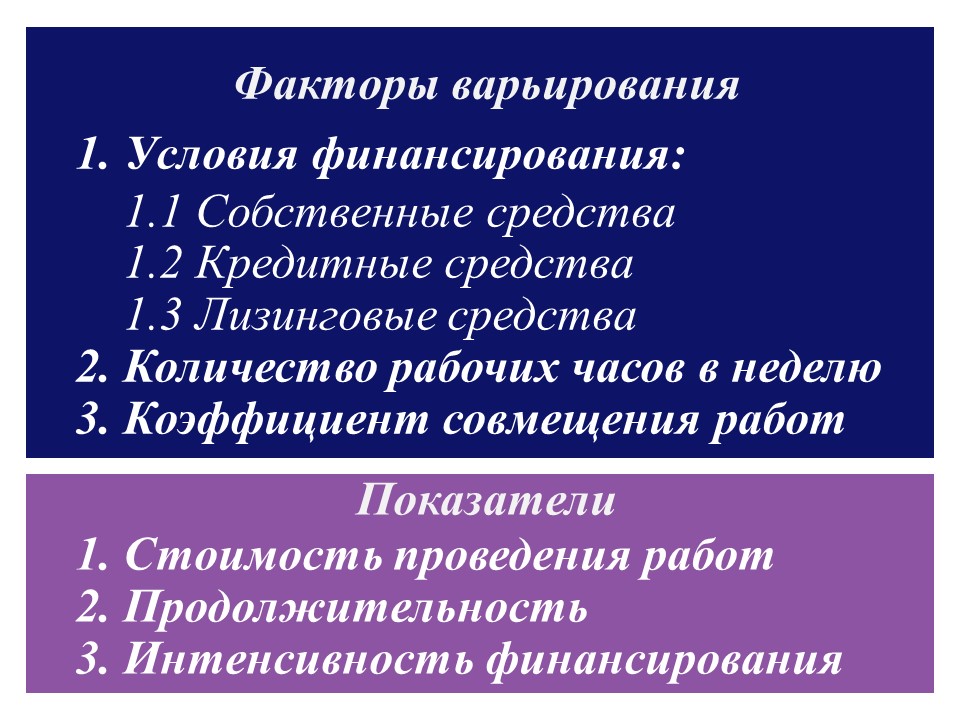 Факторы варьирования
1. Условия финансирования:
1.1 Собственные средства
1.2 Кредитные средства
1.3 Лизинговые средства
2. Количество рабочих часов в неделю
3. Коэффициент совмещения работ
Показатели
1. Стоимость проведения работ
2. Продолжительность
3. Интенсивность финансирования